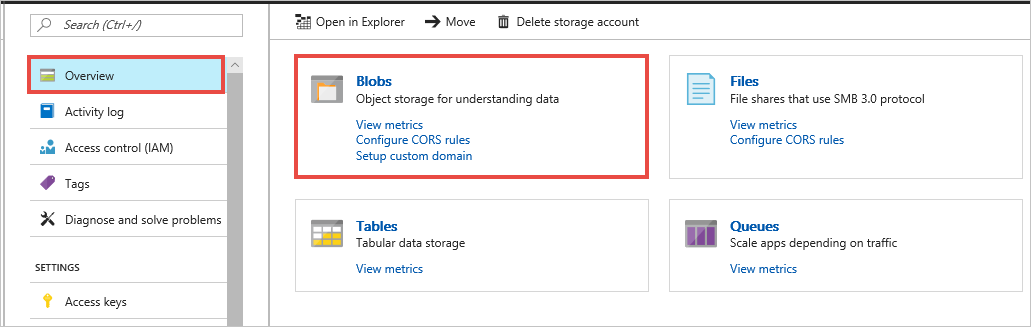 Search (Ctrl+/)
Overview
Activity log
Access control (IAM)
Tags
Diagnose and solve problems
SETTINGS
Access keys
Open in Explorer
Move
Delete storage account
Blobs
Object storage for understanding data
View metrics
Configure CORS rules
Setup custom domain
Files
File shares that use SMB 3.0 protocol
View metrics
Configure CORS rules
Tables
Tabular data storage
View metrics
Queues
Scale apps depending on traffic
View metrics